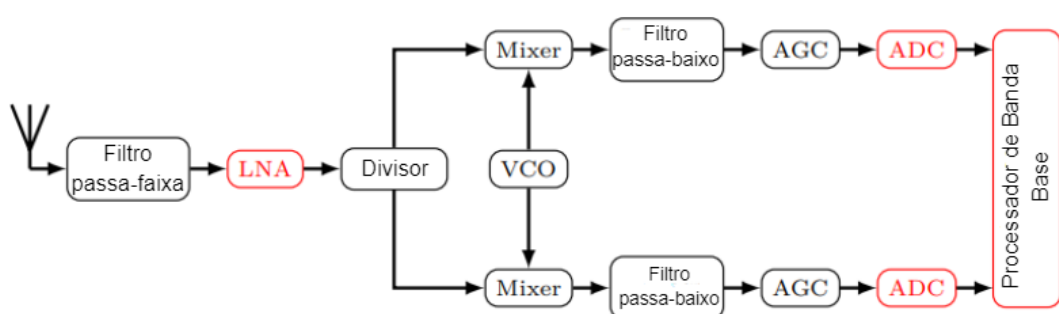 Filtro
passa-faixa
LNA
Divisor
Mixer
Filtro
passa-baixo
AGC
ADC
VCO
Mixer
Filtro
passa-baixo
AGC
ADC
Processador de Banda
Base